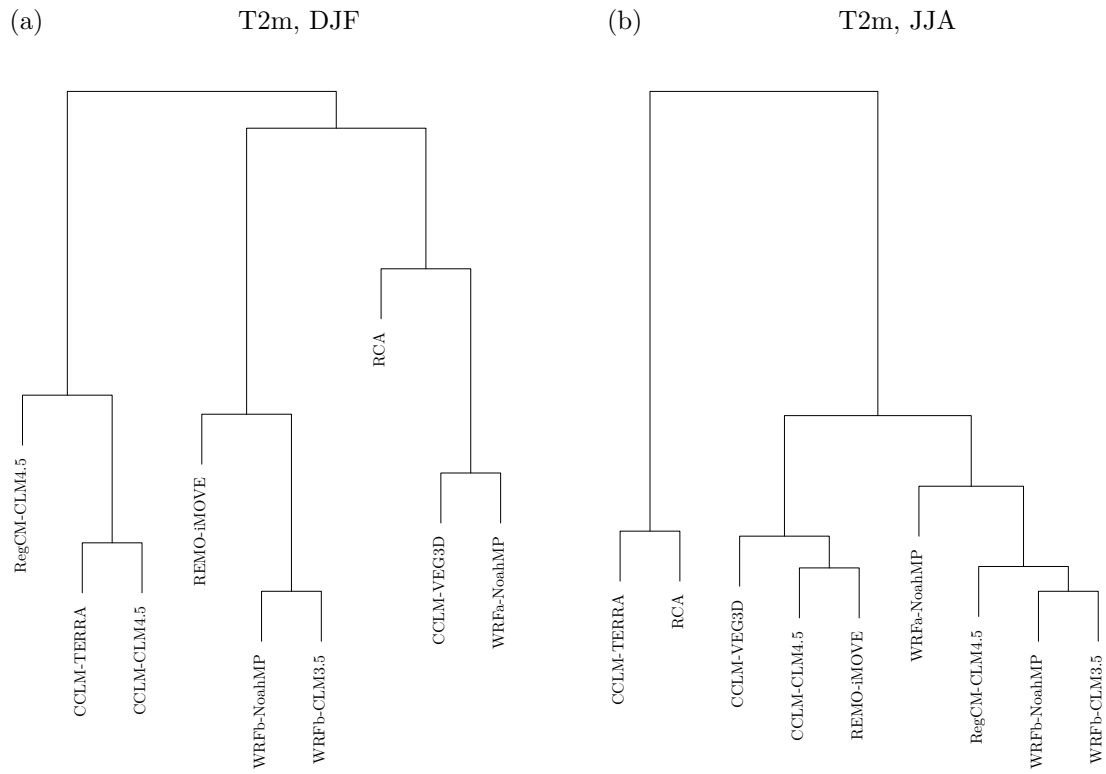 (a)
T2m, DJF
RegCM-CLM4.5
CCLM-TERRA
CCLM-CLM4.5
REMO-iMOVE
WRFb-NoahMP
WRFb-CLM3.5
RCA
CCLM-VEG3D
WRFa-NoahMP
(b)
T2m, JJA
CCLM-TERRA
RCA
CCLM-VEG3D
CCLM-CLM4.5
REMO-iMOVE
WRFa-NoahMP
RegCM-CLM4.5
WRFb-NoahMP
WRFb-CLM3.5